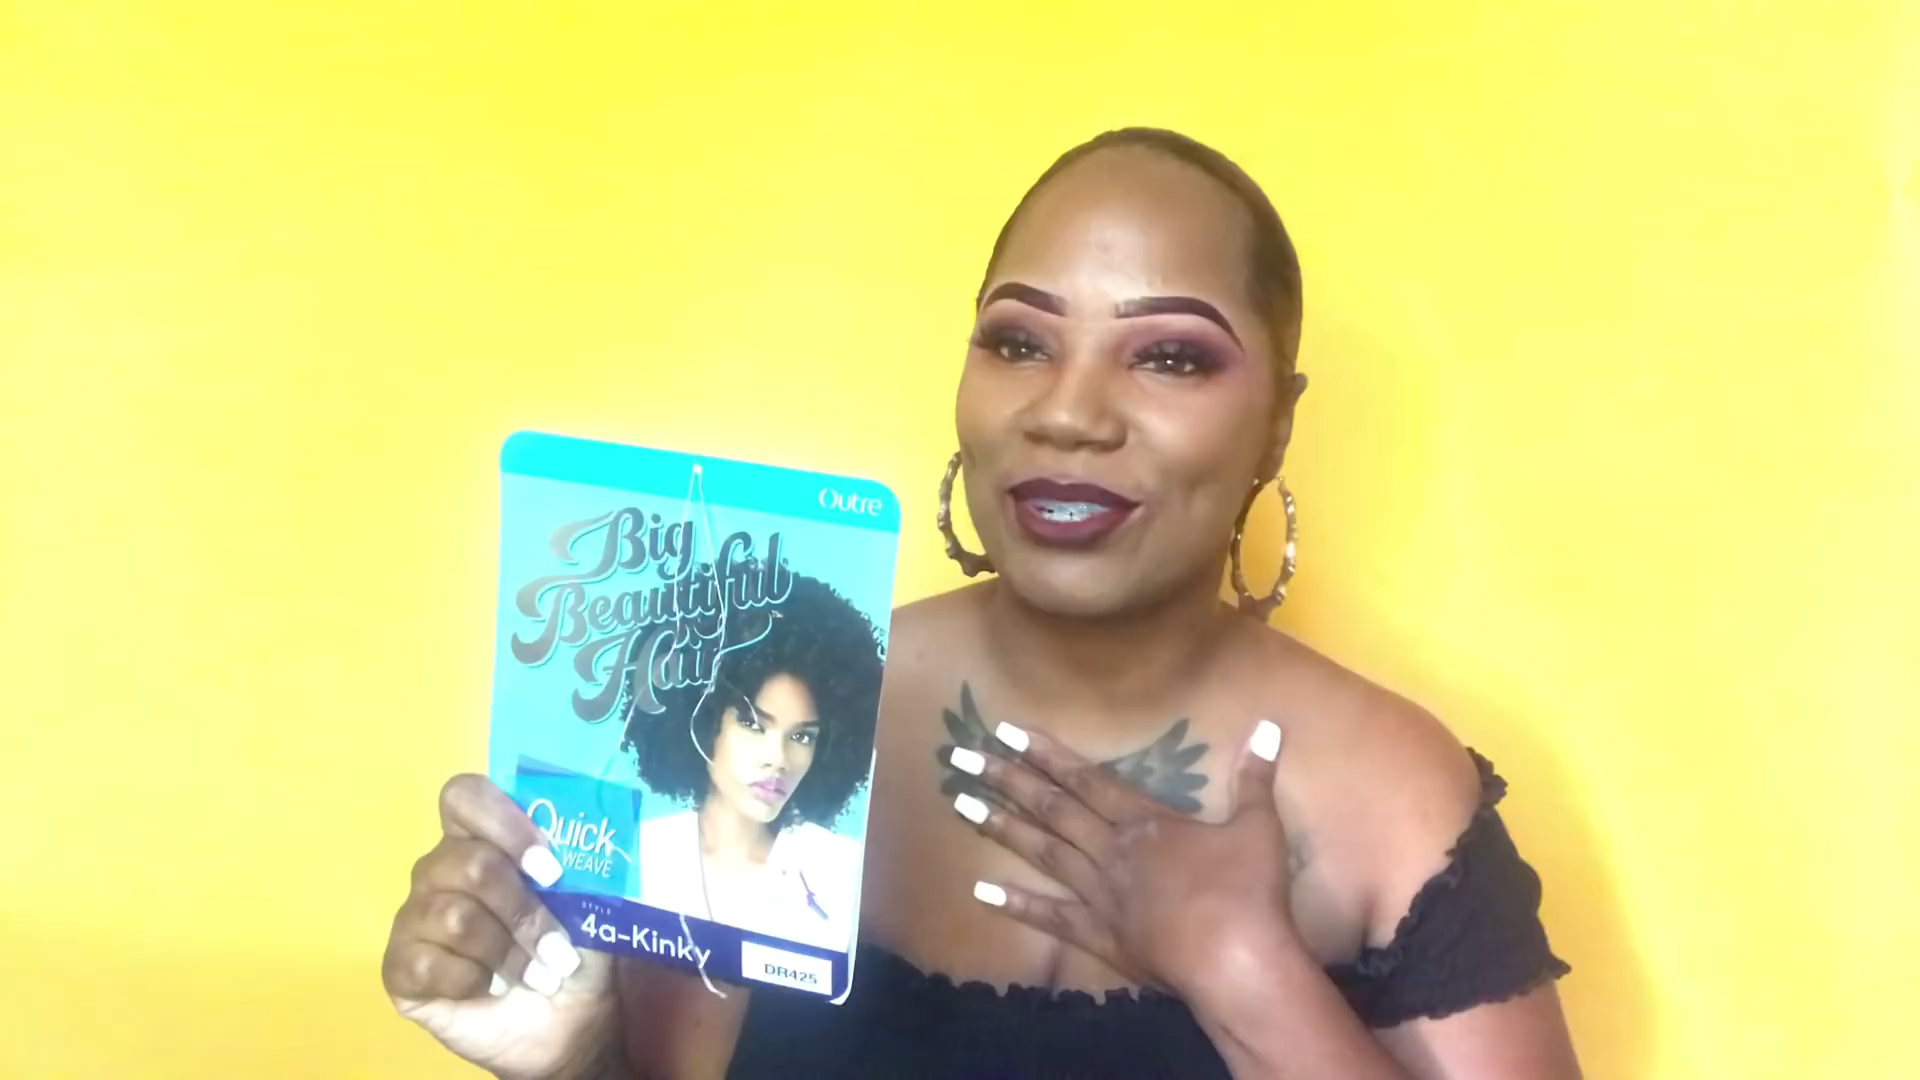 Outre
Big
Beautiful
Hair
Quick
WEAVE
STYLE
4a-Kinky
DR425